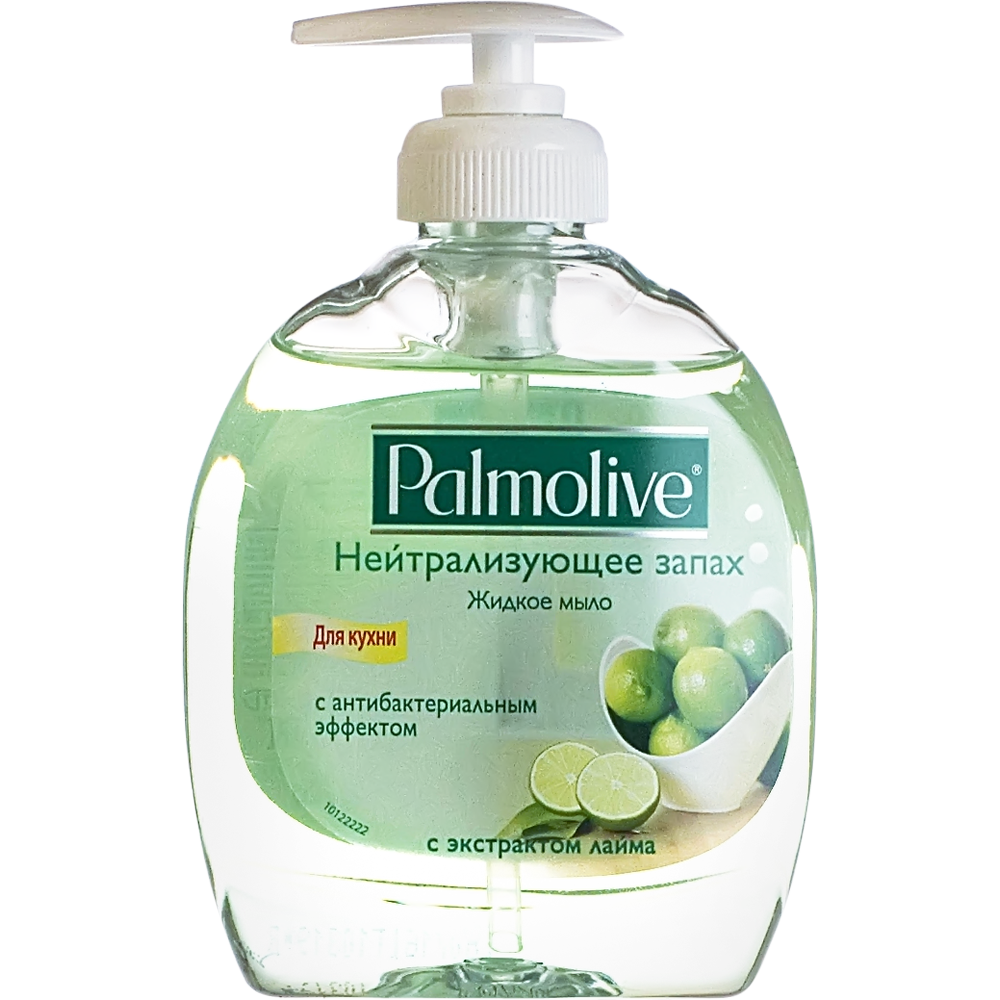 Palmolive®
Нейтрализующее запах
Жидкое мыло
Для кухни
с антибактериальным
эффектом
10122222
с экстрактом лайма